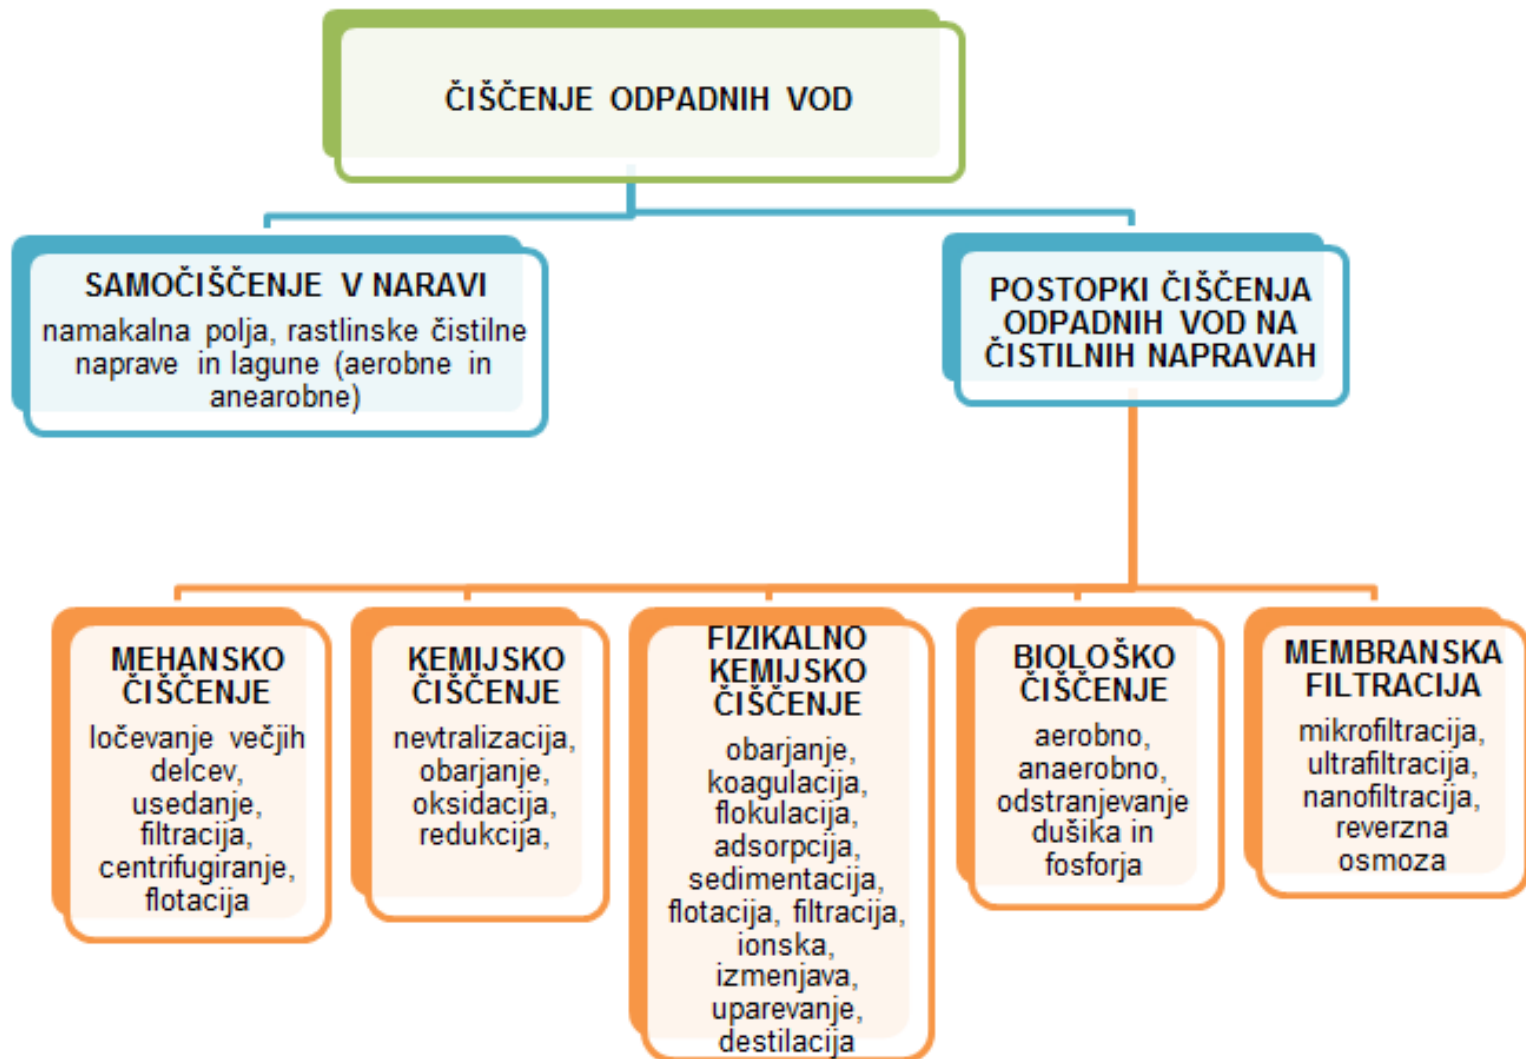 ČIŠČENJE ODPADNIH VOD
SAMOČIŠČENJE V NARAVI
namakalna polja, rastlinske čistilne
naprave in lagune (aerobne in
anearobne)
POSTOPKI ČIŠČENJA
ODPADNIH VOD NA
ČISTILNIH NAPRAVAH
MEHANSKO
ČIŠČENJE
ločevanje večjih
delcev,
usedanje,
filtracija,
centrifugiranje,
flotacija
KEMIJSKO
ČIŠČENJE
nevtralizacija,
obarjanje,
oksidacija,
redukcija,
FIZIKALNO
KEMIJSKO
ČIŠČENJE
obarjanje,
koagulacija,
flokulacija,
adsorpcija,
sedimentacija,
flotacija, filtracija,
ionska,
izmenjava,
uparevanje,
destilacija
BIOLOŠKO
ČIŠČENJE
aerobno,
anaerobno,
odstranjevanje
dušika in
fosforja
MEMBRANSKA
FILTRACIJA
mikrofiltracija,
ultrafiltracija,
nanofiltracija,
reverzna
osmoza